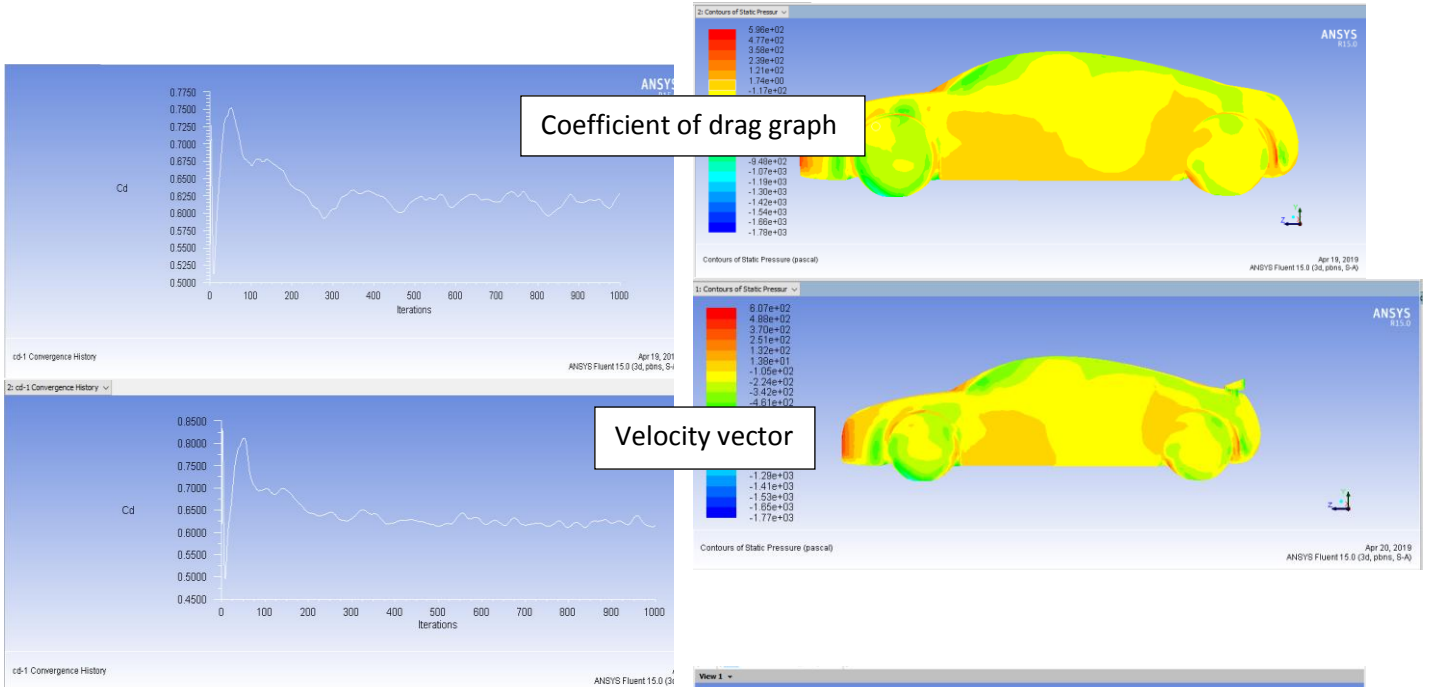 0.7750
0.7500
0.7250
0.7000
0.6750
0.6500
0.6250
0.6000
0.5750
0.5500
0.5250
0.5000
Cd
0 100 200 300 400 500 600 700 800 900 1000
Iterations
ANSYS
cd-1 Convergence History
Apr 19, 201
ANSYS Fluent 15.0 (3d, pbns, S-A
2: cd-1 Convergence History
0.8500
0.8000
0.7500
0.7000
0.6500
0.6000
0.5500
0.5000
0.4500
Cd
0 100 200 300 400 500 600 700 800 900 1000
Iterations
cd-1 Convergence History
ANSYS Fluent 15.0 (3d
Coefficient of drag graph
Velocity vector
2: Contours of Static Pressur
5.96e+02
4.77e+02
3.58e+02
2.39e+02
1.21e+02
1.74e+00
-1.17e+02
-9.48e+02
-1.07e+03
-1.19e+03
-1.30e+03
-1.42e+03
-1.54e+03
-1.66e+03
-1.78e+03
ANSYS
R15.0
Y
Z
Contours of Static Pressure (pascal)
Apr 19, 2019
ANSYS Fluent 15.0 (3d, pbns, S-A)
1: Contours of Static Pressur
6.07e+02
4.88e+02
3.70e+02
2.51e+02
1.32e+02
1.38e+01
-1.05e+02
-2.24e+02
-3.42e+02
-4.61e+02
-1.29e+03
-1.41e+03
-1.53e+03
-1.65e+03
-1.77e+03
ANSYS
R15.0
Y
Z
Contours of Static Pressure (pascal)
Apr 20, 2019
ANSYS Fluent 15.0 (3d, pbns, S-A)
View 1